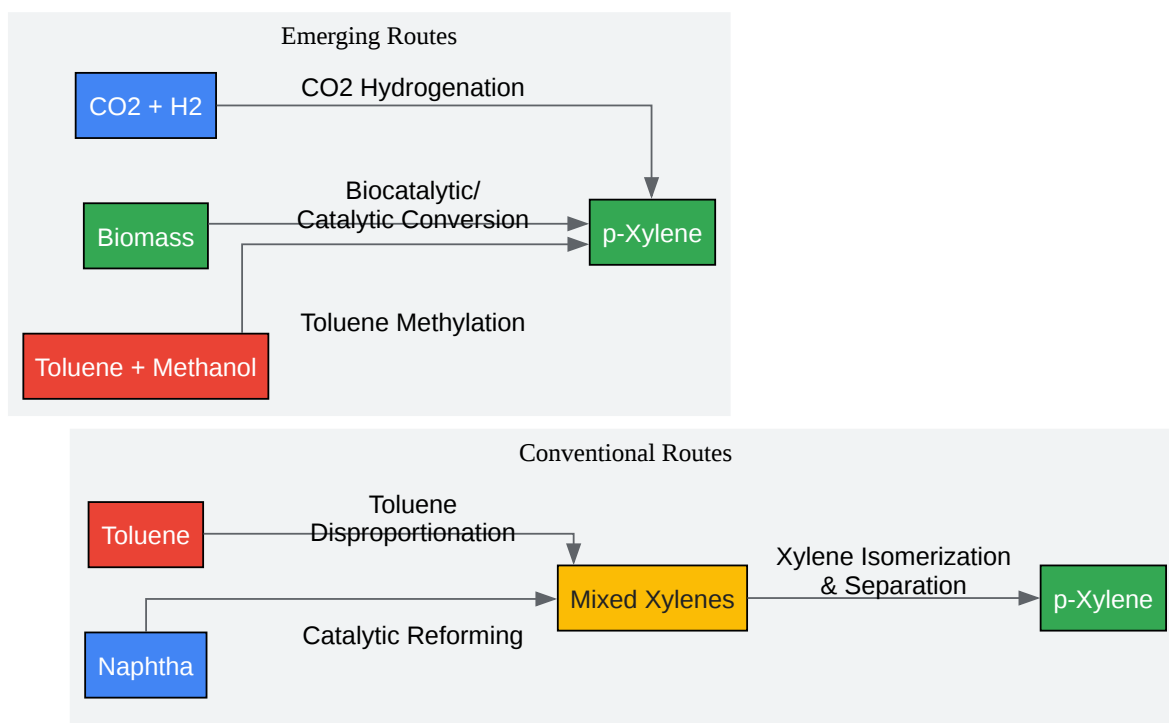 Emerging Routes
CO2 + H2
CO2 Hydrogenation
Biocatalytic/
Catalytic Conversion
Biomass
p-Xylene
Toluene Methylation
Toluene + Methanol
Conventional Routes
Toluene
Toluene
Disproportionation
Xylene Isomerization
& Separation
Mixed Xylenes
p-Xylene
Catalytic Reforming
Naphtha